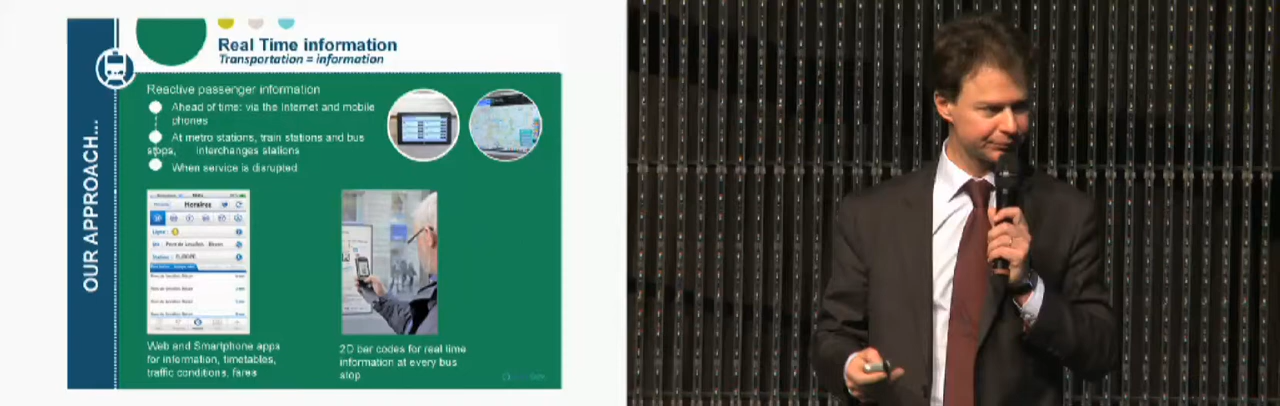 OUR APPROACH...
Real Time information
Transportation = information
Reactive passenger information
Ahead of time: via the Internet and mobile
phones
At metro stations, train stations and bus
stops, interchanges stations
When service is disrupted
Horaires
Web and Smartphone apps
for information, timetables,
traffic conditions, fares
2D bar codes for real time
information at every bus
stop